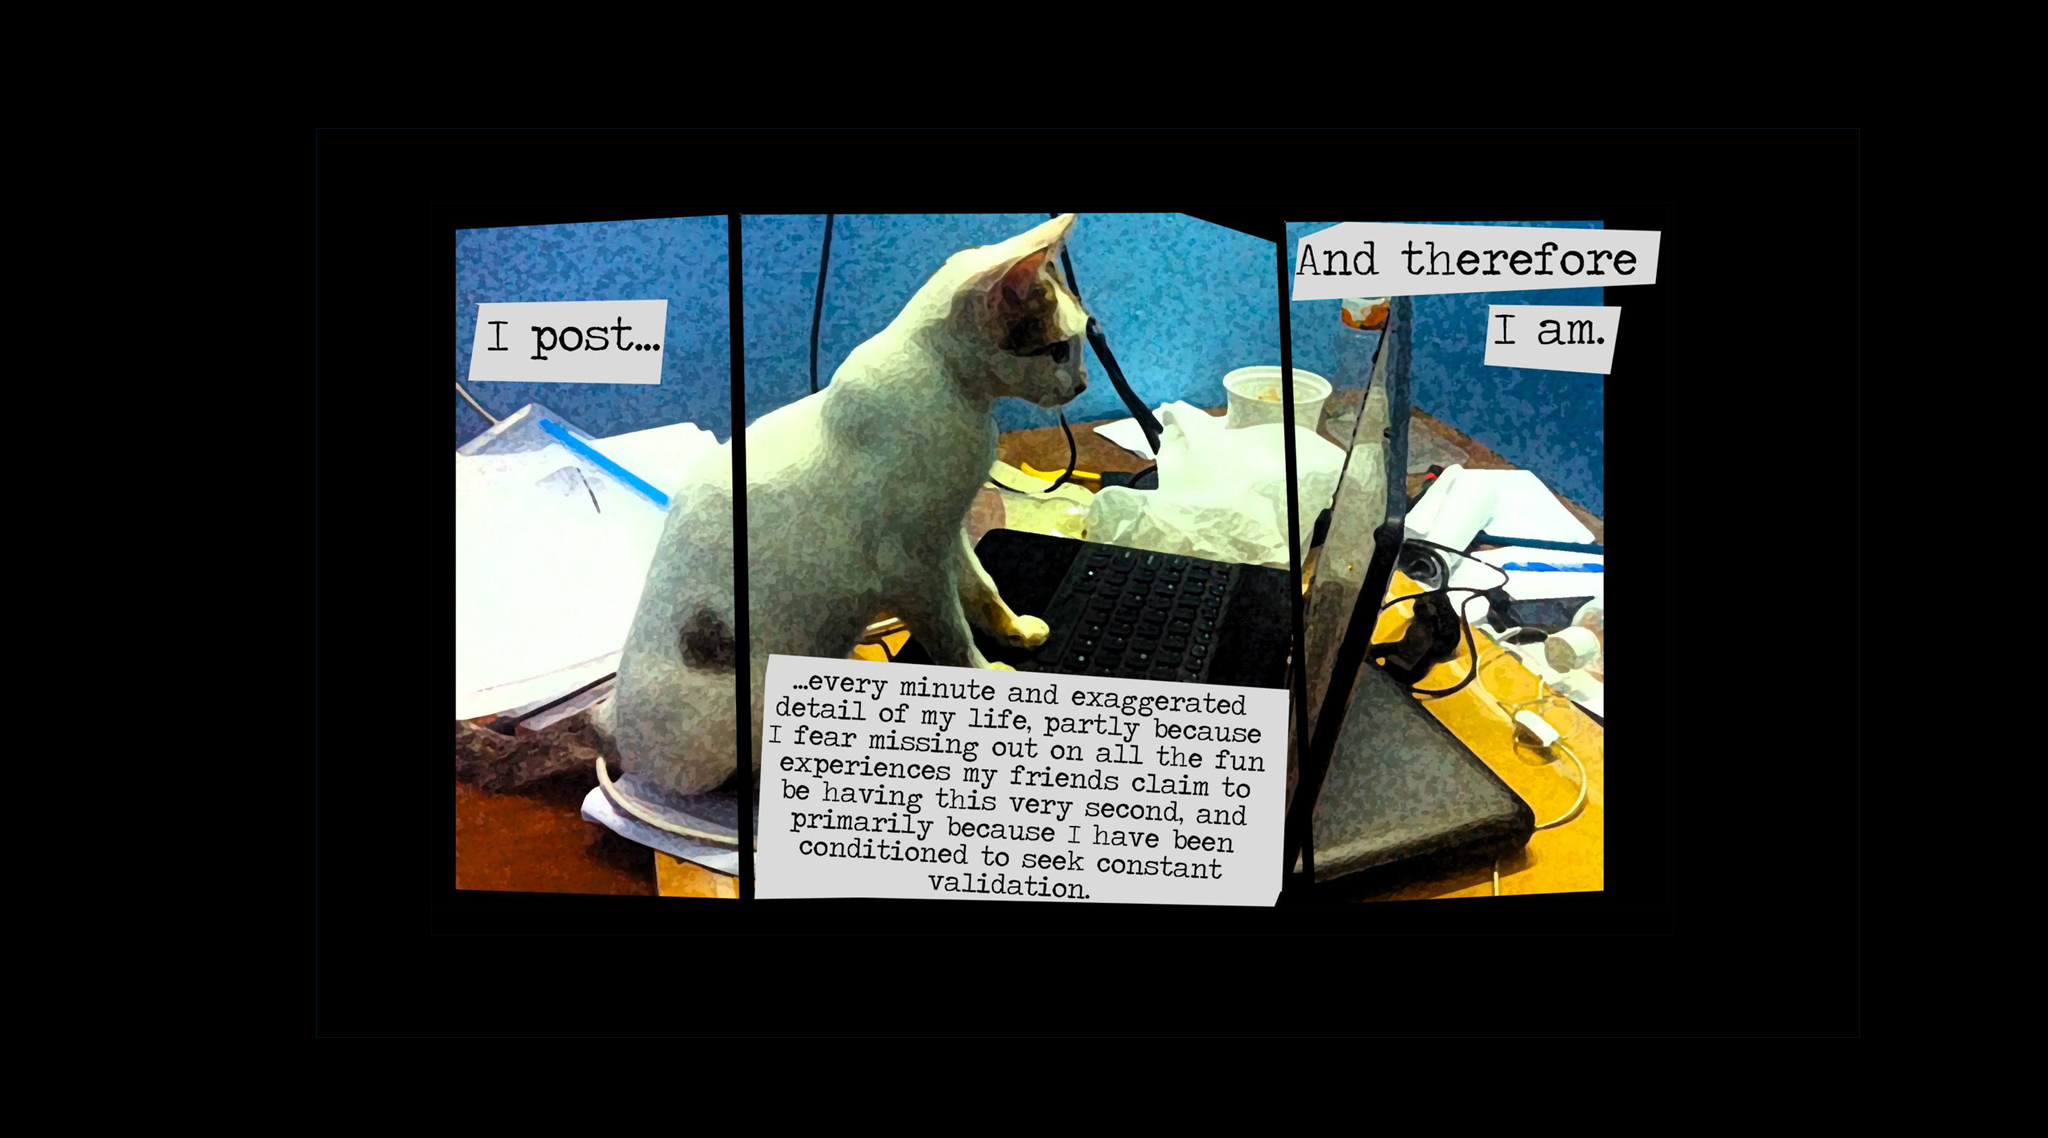 I post...
...every minute and exaggerated
detail of my life, partly because
I fear missing out on all the fun
experiences my friends claim to
be having this very second, and
primarily because I have been
conditioned to seek constant
validation.
And therefore
I am.